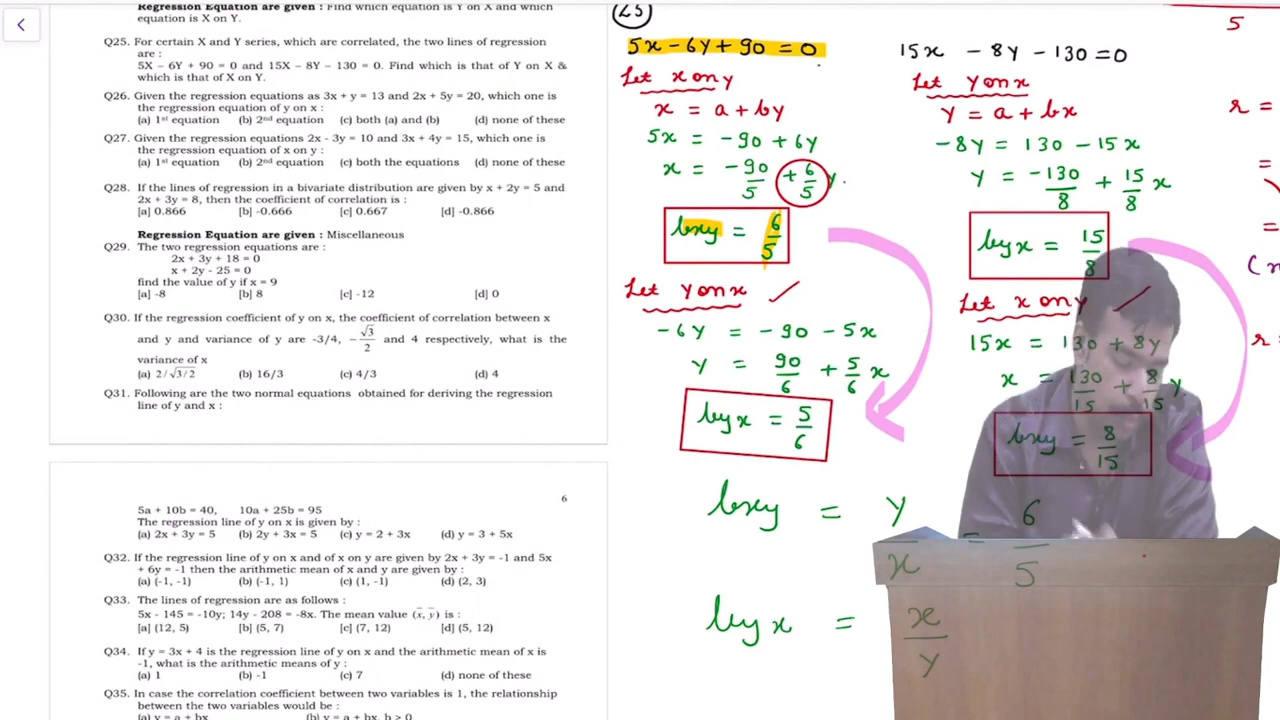 Regression Equation are given : Find which equation is Y on X and which
equation is X on Y.
Q25. For certain X and Y series, which are correlated, the two lines of regression
are :
5X – 6Y + 90 = 0 and 15X – 8Y – 130 = 0. Find which is that of Y on X &
which is that of X on Y.
Q26. Given the regression equations as 3x + y = 13 and 2x + 5y = 20, which one is
the regression equation of y on x :
(a) 1st equation (b) 2nd equation (c) both (a) and (b) (d) none of these
Q27. Given the regression equations 2x - 3y = 10 and 3x + 4y = 15, which one is
the regression equation of x on y:
(a) 1st equation (b) 2nd equation (c) both the equations (d) none of these
Q28. If the lines of regression in a bivariate distribution are given by x + 2y = 5 and
2x + 3y = 8, then the coefficient of correlation is :
[a] 0.866 [b] -0.666 [c] 0.667 [d] -0.866
Regression Equation are given : Miscellaneous
Q29. The two regression equations are :
2x + 3y + 18 = 0
x + 2y - 25 = 0
find the value of y if x = 9
[a] -8 [b] 8 [c] -12 [d] 0
Q30. If the regression coefficient of y on x, the coefficient of correlation between x
and y and variance of y are -3/4, -√3/2 and 4 respectively, what is the
variance of x
(a) 2/√3/2 (b) 16/3 (c) 4/3 (d) 4
Q31. Following are the two normal equations obtained for deriving the regression
line of y and x :
6
5a + 10b = 40, 10a + 25b = 95
The regression line of y on x is given by :
(a) 2x + 3y = 5 (b) 2y + 3x = 5 (c) y = 2 + 3x (d) y = 3 + 5x
Q32. If the regression line of y on x and of x on y are given by 2x + 3y = -1 and 5x
+ 6y = -1 then the arithmetic mean of x and y are given by :
(a) (-1, -1) (b) (-1, 1) (c) (1, -1) (d) (2, 3)
Q33. The lines of regression are as follows :
5x - 145 = -10y; 14y - 208 = -8x. The mean value (x̄, ȳ) is :
[a] (12, 5) [b] (5, 7) [c] (7, 12) [d] (5, 12)
Q34. If y = 3x + 4 is the regression line of y on x and the arithmetic mean of x is
-1, what is the arithmetic means of y :
(a) 1 (b) -1 (c) 7 (d) none of these
Q35. In case the correlation coefficient between two variables is 1, the relationship
between the two variables would be :
(a) y = a + bx (b) y = a + bx, b > 0
25
5x - 6y + 90 = 0
Let x on y
x = a + by
5x = -90 + 6y
x = -90/5 + 6/5 y
bxy = 6/5
Let y on x ✓
-6y = -90 - 5x
y = 90/6 + 5/6 x
byx = 5/6
15x - 8y - 130 = 0
Let y on x
y = a + bx
-8y = 130 - 15x
y = -130/8 + 15/8 x
byx = 15/8
Let x on y ✓
15x = 130 + 8y
x = 130/15 + 8/15 y
bxy = 8/15
bxy = y/x = 6/5
byx = x/y
5
r =
=
=
r =